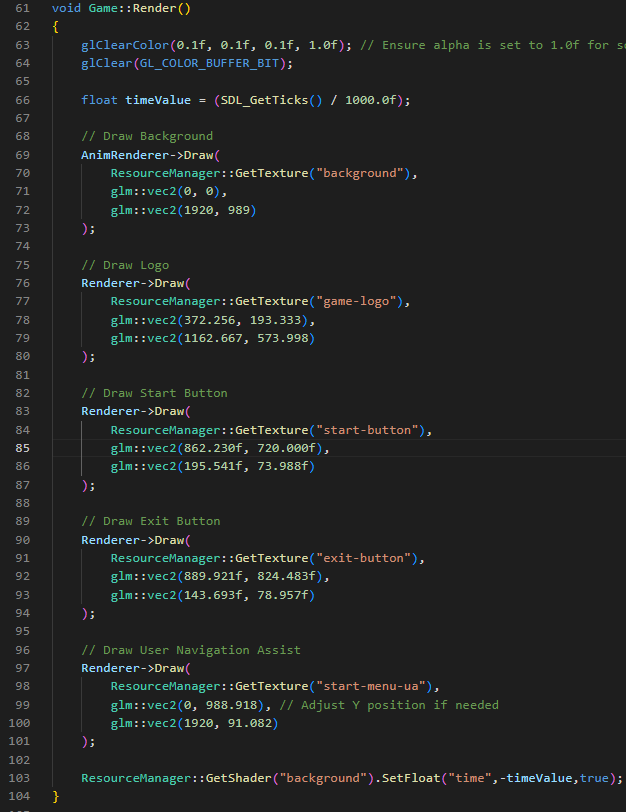 61 void Game::Render()
62 {
63 glClearColor(0.1f, 0.1f, 0.1f, 1.0f); // Ensure alpha is set to 1.0f for
64 glClear(GL_COLOR_BUFFER_BIT);
65
66 float timeValue = (SDL_GetTicks() / 1000.0f);
67
68 // Draw Background
69 AnimRenderer->Draw(
70 ResourceManager::GetTexture("background"),
71 glm::vec2(0, 0),
72 glm::vec2(1920, 989)
73 );
74
75 // Draw Logo
76 Renderer->Draw(
77 ResourceManager::GetTexture("game-logo"),
78 glm::vec2(372.256, 193.333),
79 glm::vec2(1162.667, 573.998)
80 );
81
82 // Draw Start Button
83 Renderer->Draw(
84 ResourceManager::GetTexture("start-button"),
85 glm::vec2(862.230f, 720.000f),
86 glm::vec2(195.541f, 73.988f)
87 );
88
89 // Draw Exit Button
90 Renderer->Draw(
91 ResourceManager::GetTexture("exit-button"),
92 glm::vec2(889.921f, 824.483f),
93 glm::vec2(143.693f, 78.957f)
94 );
95
96 // Draw User Navigation Assist
97 Renderer->Draw(
98 ResourceManager::GetTexture("start-menu-ua"),
99 glm::vec2(0, 988.918), // Adjust Y position if needed
100 glm::vec2(1920, 91.082)
101 );
102
103 ResourceManager::GetShader("background").SetFloat("time",-timeValue,true);
104 }